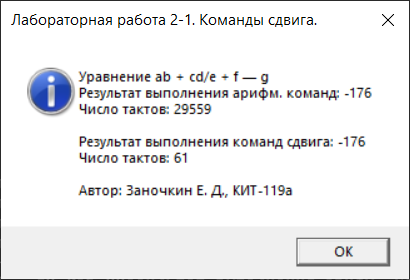 Лабораторная работа 2-1. Команды сдвига.
Уравнение ab + cd/e + f — g
Результат выполнения арифм. команд: -176
Число тактов: 29559
Результат выполнения команд сдвига: -176
Число тактов: 61
Автор: Заночкин Е. Д., КИТ-119а
OK